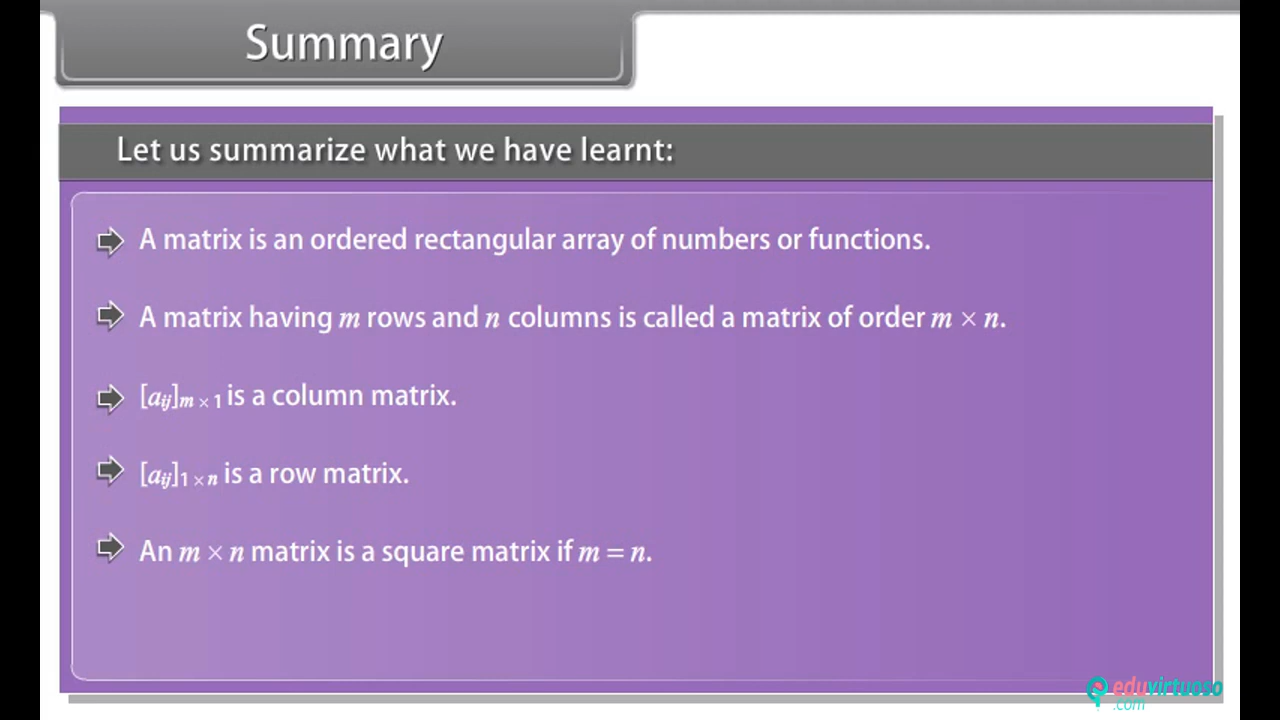 Summary
Let us summarize what we have learnt:
A matrix is an ordered rectangular array of numbers or functions.
A matrix having m rows and n columns is called a matrix of order m × n.
[aij]m × 1 is a column matrix.
[aij]1 × n is a row matrix.
An m × n matrix is a square matrix if m = n.
eduvirtuoso
.com